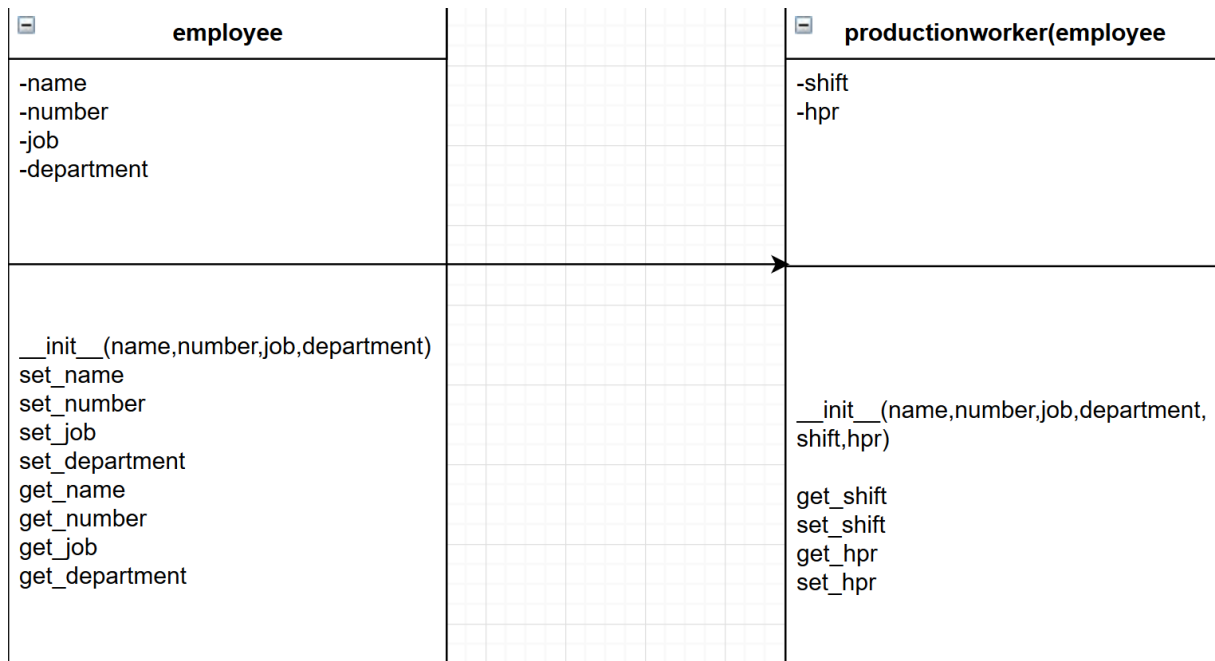 employee
-name
-number
-job
-department
__init__(name,number,job,department)
set_name
set_number
set_job
set_department
get_name
get_number
get_job
get_department
productionworker(employee
-shift
-hpr
__init__(name,number,job,department,
shift,hpr)
get_shift
set_shift
get_hpr
set_hpr